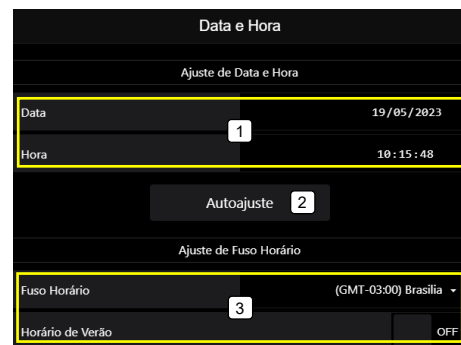 Data e Hora
Ajuste de Data e Hora
Data 19/05/2023
1
Hora 10:15:48
Autoajuste 2
Ajuste de Fuso Horário
Fuso Horário (GMT-03:00) Brasilia
3
Horário de Verão OFF